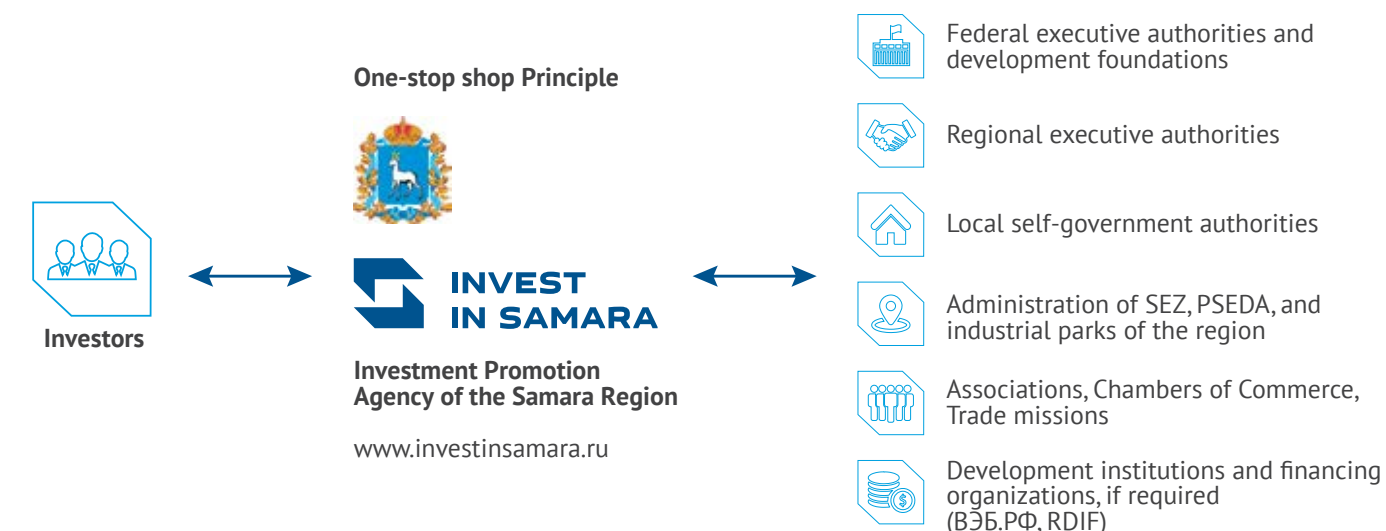 Investors
One-stop shop Principle
INVEST
IN SAMARA
Investment Promotion
Agency of the Samara Region
www.investinsamara.ru
Federal executive authorities and
development foundations
Regional executive authorities
Local self-government authorities
Administration of SEZ, PSEDA, and
industrial parks of the region
Associations, Chambers of Commerce,
Trade missions
Development institutions and financing
organizations, if required
(ВЭБ.РФ, RDIF)